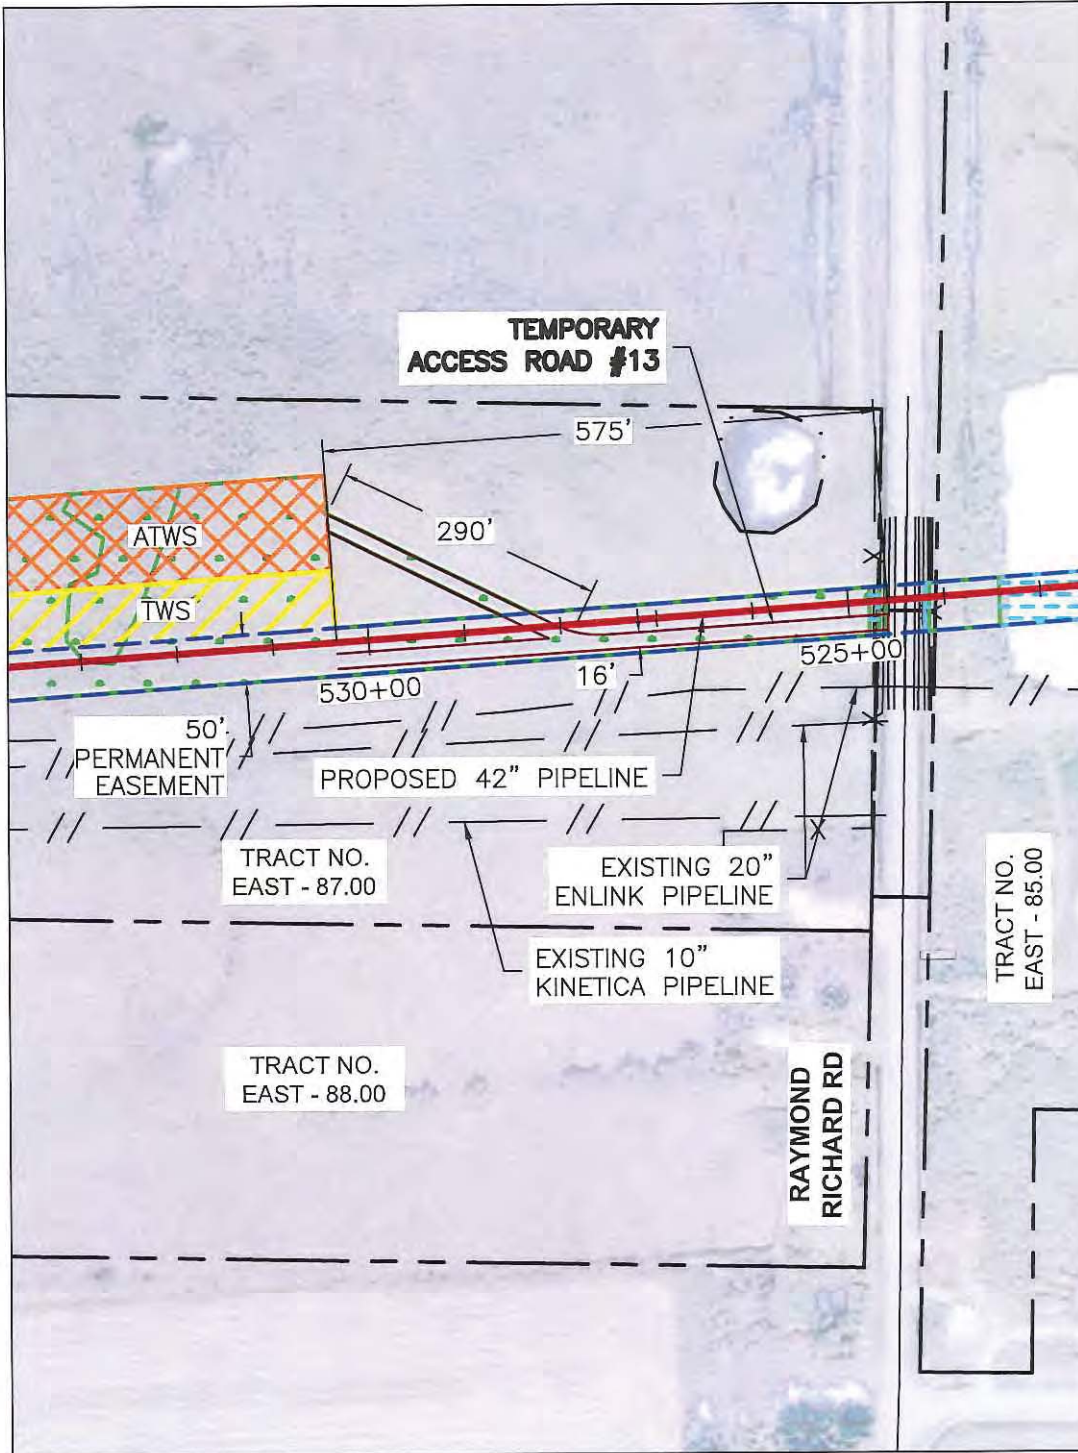 TEMPORARY
ACCESS ROAD #13
575'
290'
ATWS
TWS
530+00
16'
525+00
50'
PERMANENT
EASEMENT
PROPOSED 42" PIPELINE
TRACT NO.
EAST - 87.00
EXISTING 20"
ENLINK PIPELINE
EXISTING 10"
KINETICA PIPELINE
TRACT NO.
EAST - 85.00
TRACT NO.
EAST - 88.00
RAYMOND
RICHARD RD